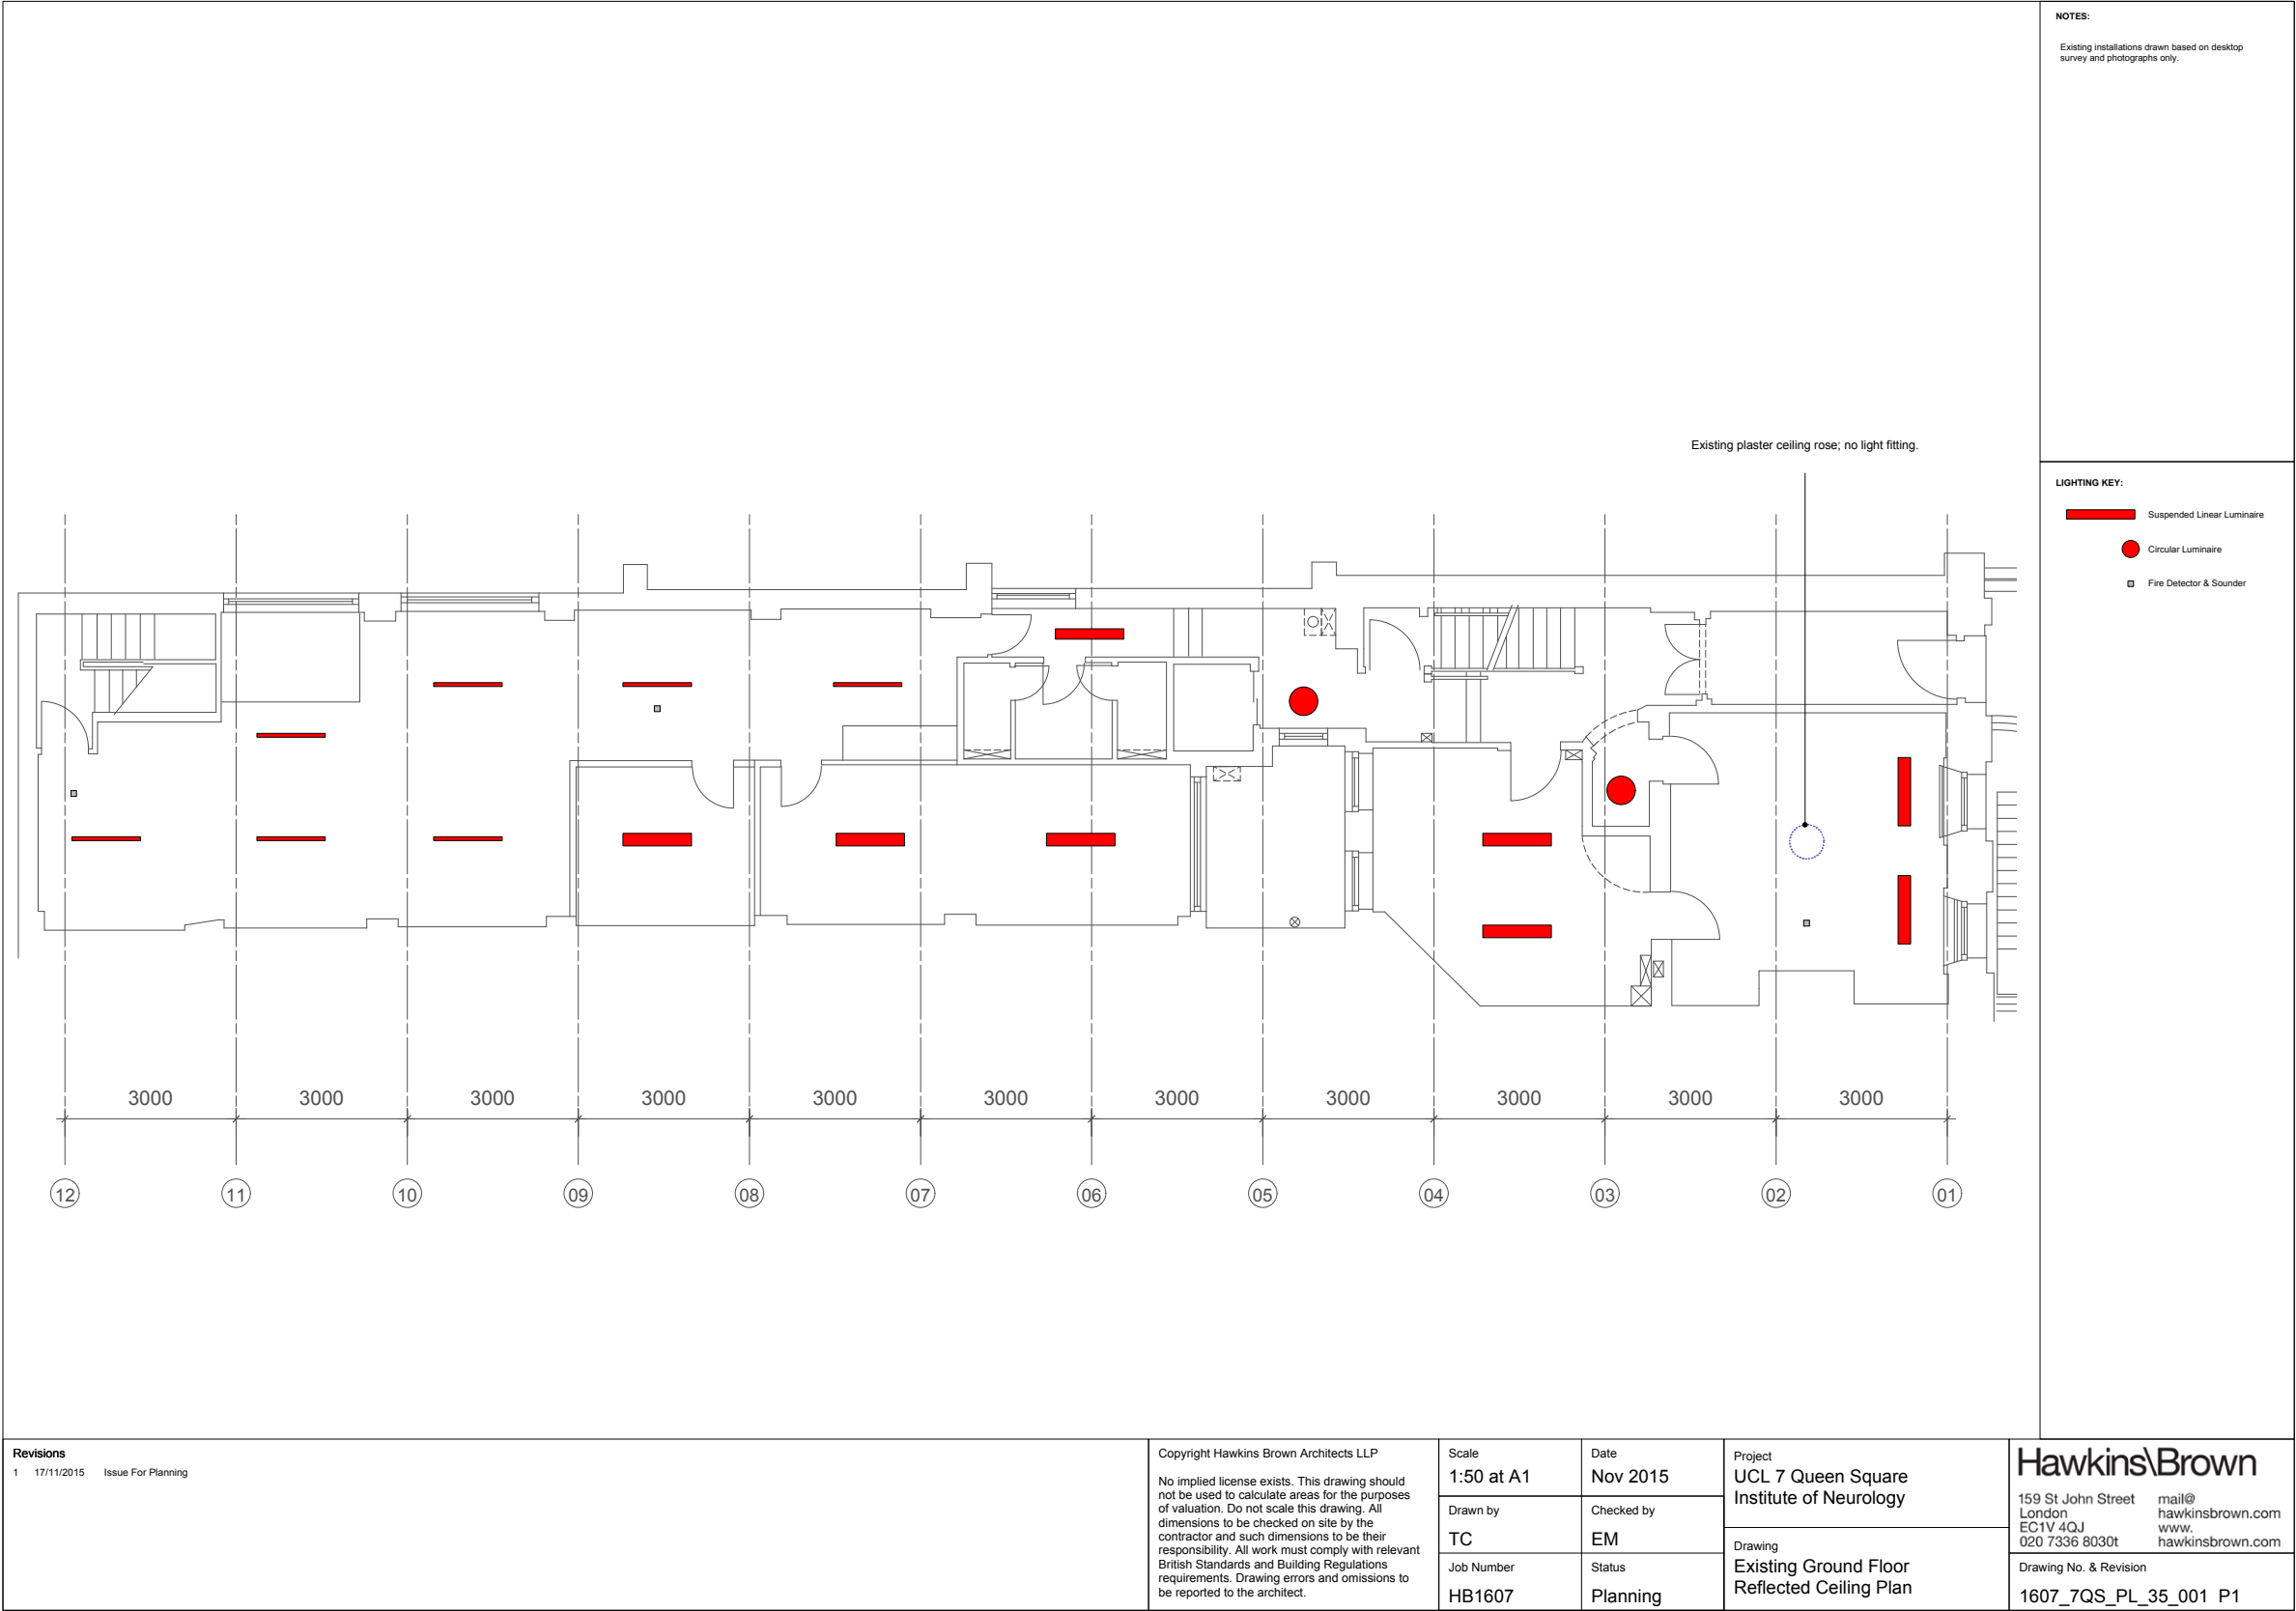 NOTES:
Existing installations drawn based on desktop
survey and photographs only.
Existing plaster ceiling rose; no light fitting.
LIGHTING KEY:
Suspended Linear Luminaire
Circular Luminaire
Fire Detector & Sounder
3000 3000 3000 3000 3000 3000 3000 3000 3000 3000 3000
12 11 10 09 08 07 06 05 04 03 02 01
Revisions
1 17/11/2015 Issue For Planning
Copyright Hawkins Brown Architects LLP
No implied license exists. This drawing should
not be used to calculate areas for the purposes
of valuation. Do not scale this drawing. All
dimensions to be checked on site by the
contractor and such dimensions to be their
responsibility. All work must comply with relevant
British Standards and Building Regulations
requirements. Drawing errors and omissions to
be reported to the architect.
Scale
1:50 at A1
Date
Nov 2015
Drawn by
TC
Checked by
EM
Job Number
HB1607
Status
Planning
Project
UCL 7 Queen Square
Institute of Neurology
Drawing
Existing Ground Floor
Reflected Ceiling Plan
Hawkins\Brown
159 St John Street mail@
London hawkinsbrown.com
EC1V 4QJ www.
020 7336 8030t hawkinsbrown.com
Drawing No. & Revision
1607_7QS_PL_35_001 P1